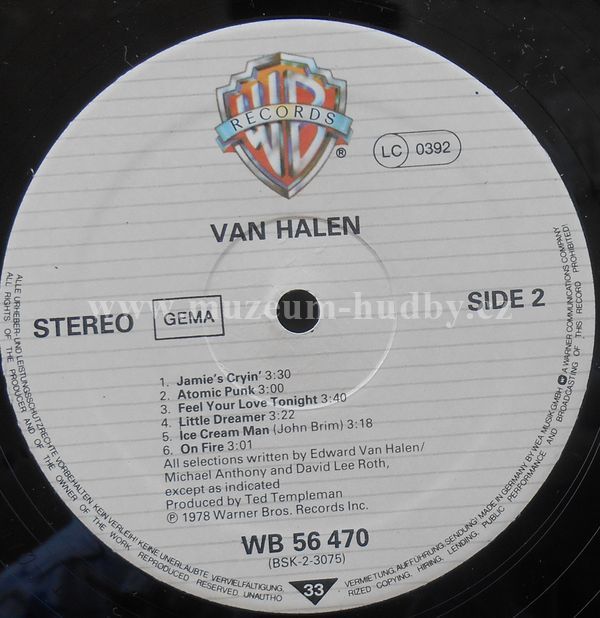 WB
RECORDS
®
LC 0392
VAN HALEN
www.muzeum-hudby.cz
STEREO GEMA SIDE 2
1. Jamie's Cryin' 3:30
2. Atomic Punk 3:00
3. Feel Your Love Tonight 3:40
4. Little Dreamer 3:22
5. Ice Cream Man (John Brim) 3:18
6. On Fire 3:01
All selections written by Edward Van Halen/
Michael Anthony and David Lee Roth,
except as indicated
Produced by Ted Templeman
℗ 1978 Warner Bros. Records Inc.
WB 56 470
(BSK-2-3075)
33
ALLE URHEBER- UND LEISTUNGSSCHUTZRECHTE VORBEHALTEN. KEIN VERLEIH! KEINE UNERLAUBTE VERVIELFÄLTIGUNG, VERMIETUNG, AUFFÜHRUNG, SENDUNG! MADE IN GERMANY BY WEA MUSIK GMBH A WARNER COMMUNICATIONS COMPANY
ALL RIGHTS OF THE PRODUCER AND OF THE OWNER OF THE WORK REPRODUCED RESERVED. UNAUTHORIZED COPYING, HIRING, LENDING, PUBLIC PERFORMANCE AND BROADCASTING OF THIS RECORD PROHIBITED!